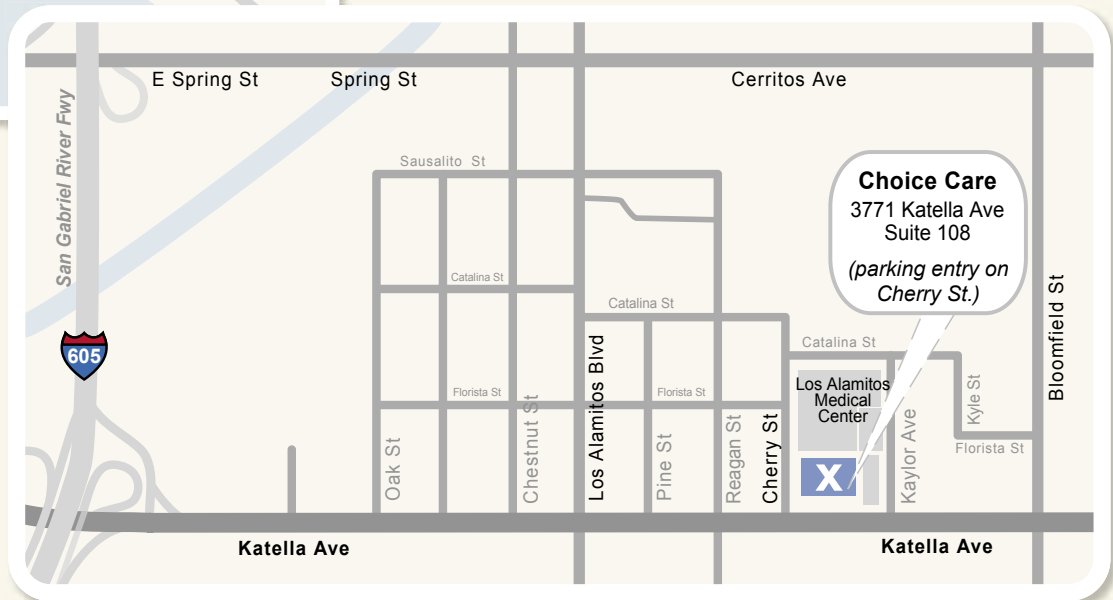 E Spring St
Spring St
Cerritos Ave
San Gabriel River Fwy
Sausalito St
Choice Care
3771 Katella Ave
Suite 108
(parking entry on
Cherry St.)
Catalina St
Catalina St
Catalina St
605
Bloomfield St
Los Alamitos Blvd
Los Alamitos
Medical
Center
Florista St
Florista St
Kyle St
Florista St
Oak St
Chestnut St
Pine St
Reagan St
Cherry St
Kaylor Ave
X
Katella Ave
Katella Ave